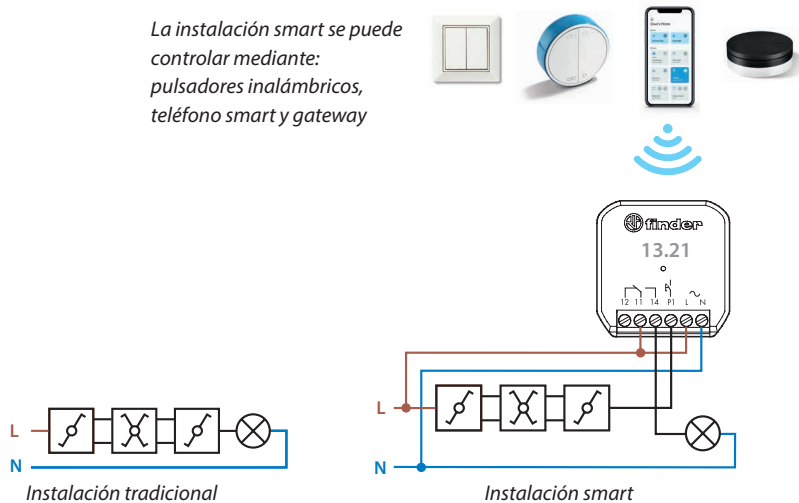 La instalación smart se puede
controlar mediante:
pulsadores inalámbricos,
teléfono smart y gateway
finder
13.21
12 11 14 P1 L N
L
N
Instalación tradicional
L
N
Instalación smart